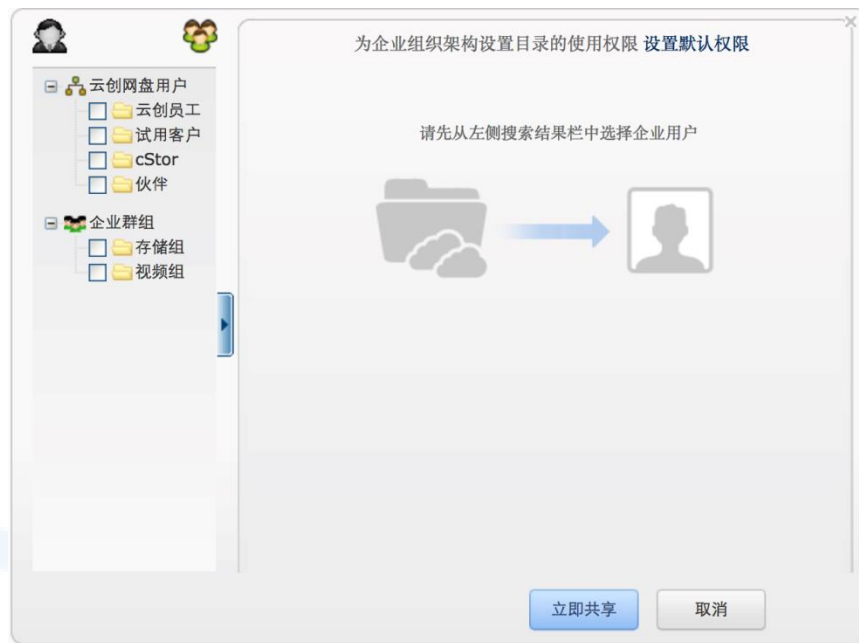 云创网盘用户
云创员工
试用客户
cStor
伙伴
企业群组
存储组
视频组
为企业组织架构设置目录的使用权限 设置默认权限
请先从左侧搜索结果栏中选择企业用户
立即共享
取消